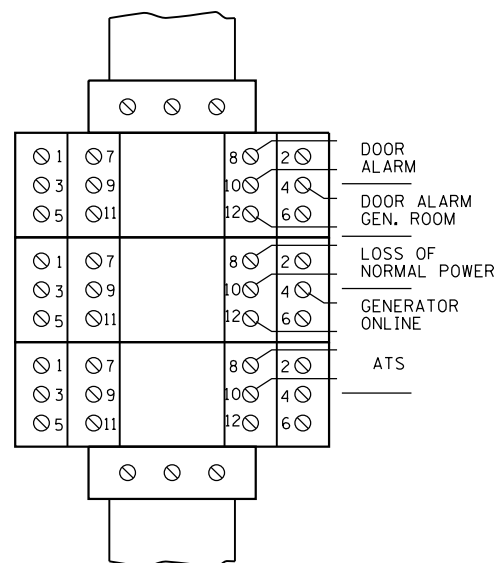 1 7 8 2 DOOR
ALARM
3 9 10 4
DOOR ALARM
5 11 12 6 GEN. ROOM
1 7 8 2 LOSS OF
NORMAL POWER
3 9 10 4
GENERATOR
5 11 12 6 ONLINE
1 7 8 2 ATS
3 9 10 4
5 11 12 6